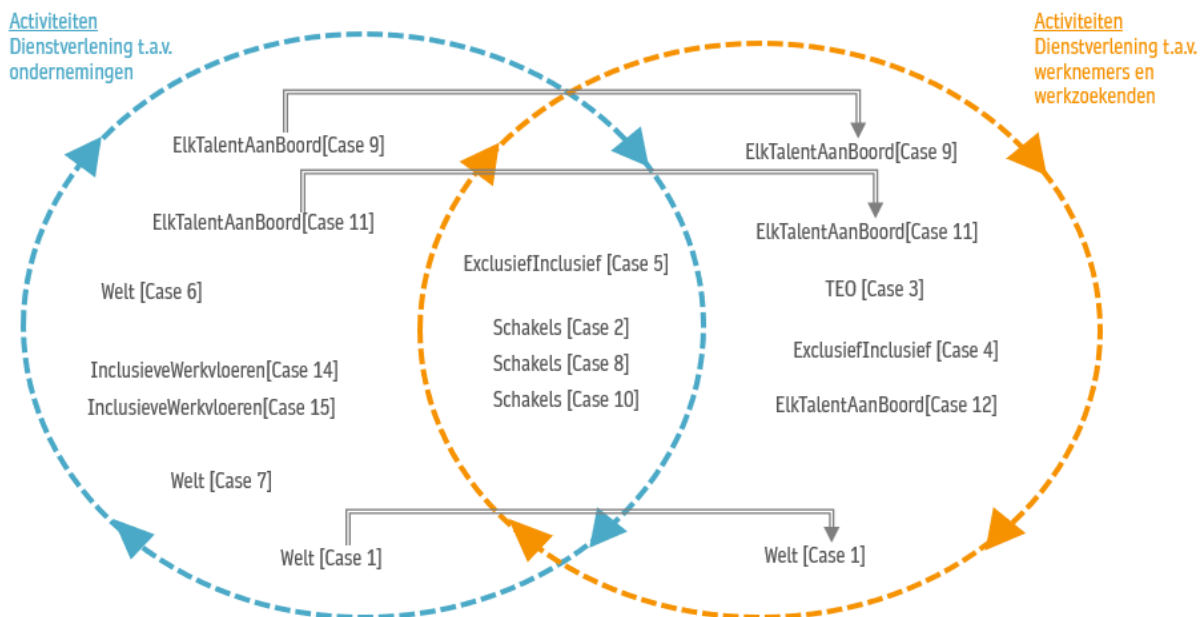 Activiteiten
Dienstverlening t.a.v.
ondernemingen
Activiteiten
Dienstverlening t.a.v.
werknemers en
werkzoekenden
ElkTalentAanBoord[Case 9]
ElkTalentAanBoord[Case 9]
ElkTalentAanBoord[Case 11]
ElkTalentAanBoord[Case 11]
ExclusiefInclusief [Case 5]
Welt [Case 6]
TEO [Case 3]
Schakels [Case 2]
ExclusiefInclusief [Case 4]
Schakels [Case 8]
InclusieveWerkvloeren[Case 14]
Schakels [Case 10]
ElkTalentAanBoord[Case 12]
InclusieveWerkvloeren[Case 15]
Welt [Case 7]
Welt [Case 1]
Welt [Case 1]